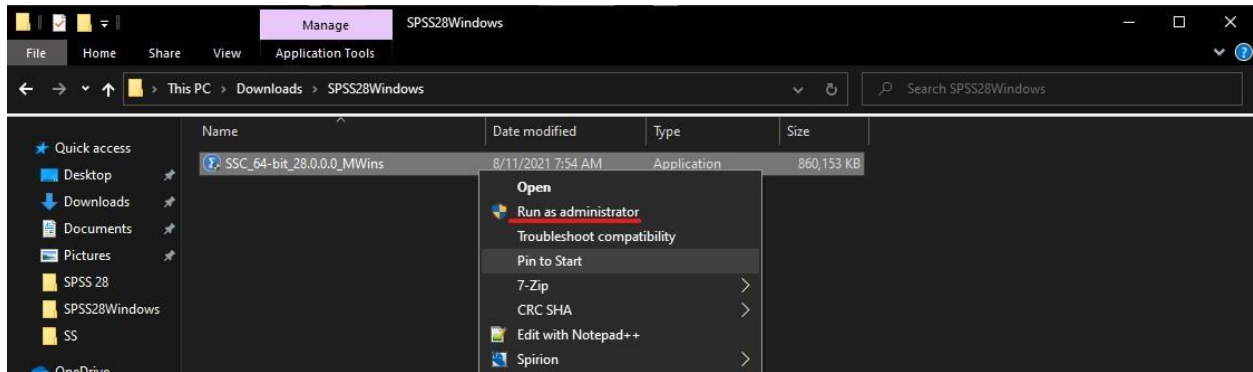 Manage SPSS28Windows
File Home Share View Application Tools
This PC > Downloads > SPSS28Windows Search SPSS28Windows
Name Date modified Type Size
Quick access
SSC_64-bit_28.0.0.0_MWins 8/11/2021 7:54 AM Application 860,153 KB
Desktop
Open
Downloads
Run as administrator
Documents
Troubleshoot compatibility
Pictures
Pin to Start
SPSS 28
7-Zip
SPSS28Windows
CRC SHA
SS
Edit with Notepad++
Spirion
OneDrive